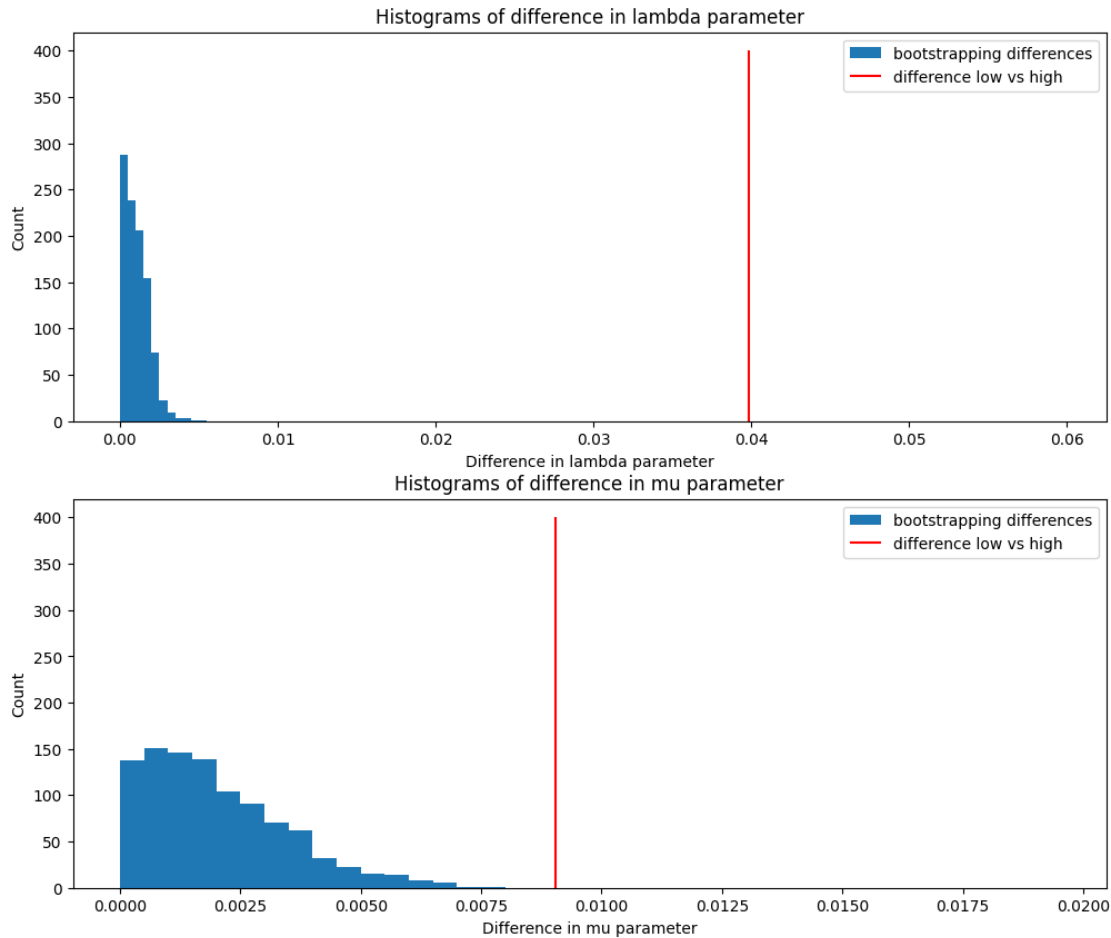 Histograms of difference in lambda parameter
400
350
300
250
200
150
100
50
0
Count
bootstrapping differences
difference low vs high
0.00 0.01 0.02 0.03 0.04 0.05 0.06
Difference in lambda parameter
Histograms of difference in mu parameter
400
350
300
250
200
150
100
50
0
Count
bootstrapping differences
difference low vs high
0.0000 0.0025 0.0050 0.0075 0.0100 0.0125 0.0150 0.0175 0.0200
Difference in mu parameter